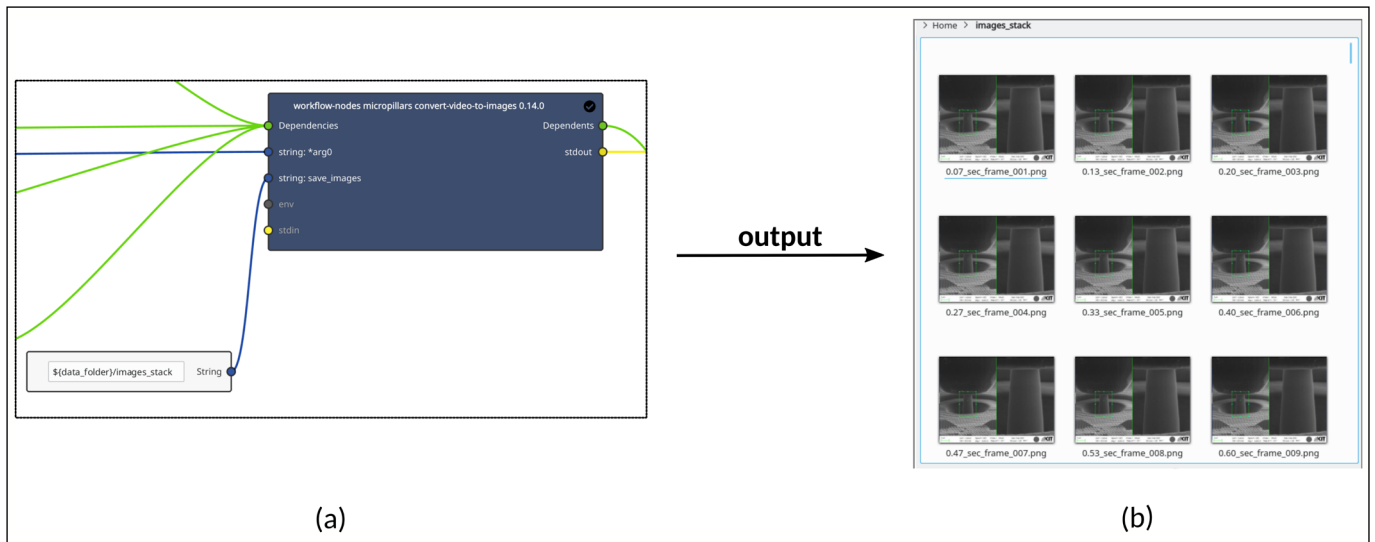 workflow-nodes micropillars convert-video-to-images 0.14.0
Dependencies
Dependents
string: *arg0
stdout
string: save_images
env
stdin
${data_folder}/images_stack
String
(a)
output
Home
images_stack
0.07_sec_frame_001.png
0.13_sec_frame_002.png
0.20_sec_frame_003.png
0.27_sec_frame_004.png
0.33_sec_frame_005.png
0.40_sec_frame_006.png
0.47_sec_frame_007.png
0.53_sec_frame_008.png
0.60_sec_frame_009.png
(b)